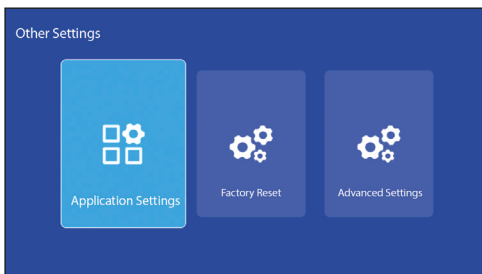 Other Settings
Application Settings
Factory Reset
Advanced Settings